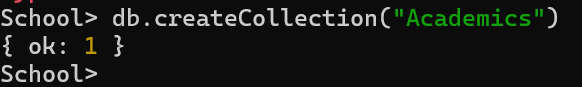 School> db.createCollection("Academics")
{ ok: 1 }
School>